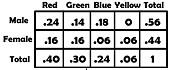 Red Green Blue Yellow Total
Male .24 .14 .18 0 .56
Female .16 .16 .06 .06 .44
Total .40 .30 .24 .06 1